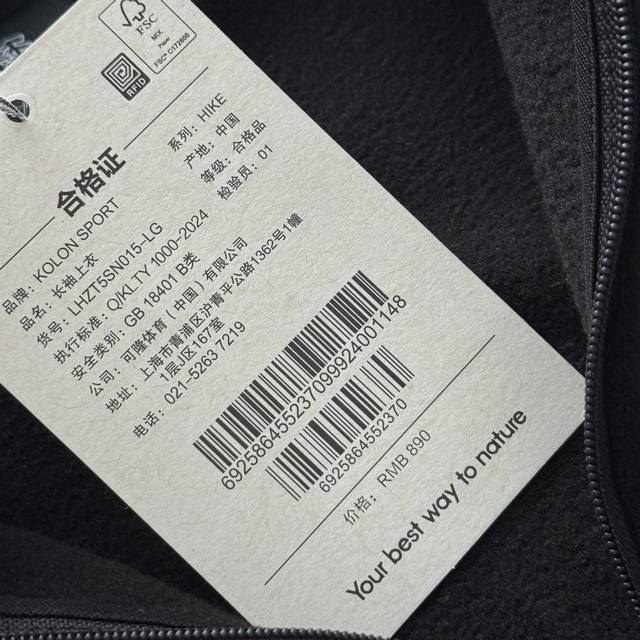 FSC
MIX
Paper
FSC® C172600
RFID
合格证
品牌：KOLON SPORT
系列：HIKE
品名：长袖上衣
产地：中国
货号：LHZT5SN015-LG
等级：合格品
执行标准：Q/KLTY 1000-2024
检验员：01
安全类别：GB 18401 B类
公司：可隆体育（中国）有限公司
地址：上海市青浦区沪青平公路1362号1幢
1层J区167室
电话：021-5263 7219
6925864552370999924001148
6925864552370
价格：RMB 890
Your best way to nature